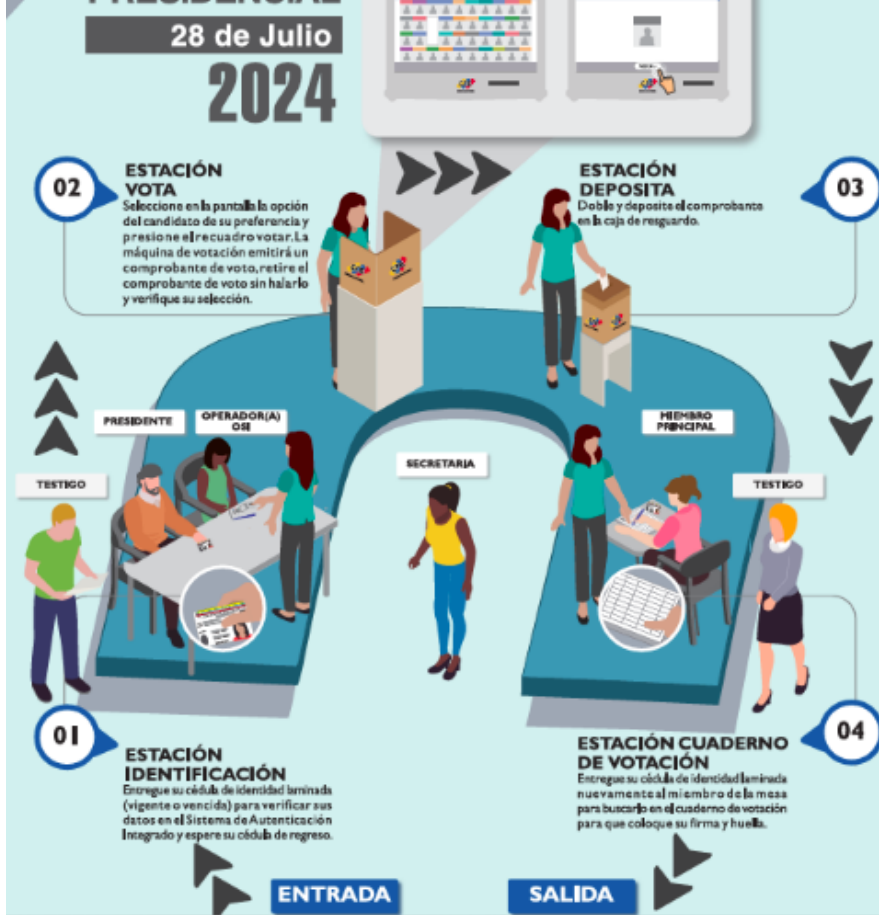 PRESIDENCIAL
28 de Julio
2024
02
ESTACIÓN
VOTA
Seleccione en la pantalla la opción
del candidato de su preferencia y
presione el recuadro votar. La
máquina de votación emitirá un
comprobante de voto, retire el
comprobante de voto sin halarlo
y verifique su selección.
ESTACIÓN
DEPOSITA
Doble y deposite el comprobante
en la caja de resguardo.
03
PRESIDENTE
OPERADOR(A)
OSI
MIEMBRO
PRINCIPAL
TESTIGO
SECRETARIA
TESTIGO
01
ESTACIÓN
IDENTIFICACIÓN
Entregue su cédula de identidad laminada
(vigente o vencida) para verificar sus
datos en el Sistema de Autenticación
Integrado y espere su cédula de regreso.
04
ESTACIÓN CUADERNO
DE VOTACIÓN
Entregue su cédula de identidad laminada
nuevamente al miembro de la mesa
para buscarlo en el cuaderno de votación
para que coloque su firma y huella.
ENTRADA
SALIDA